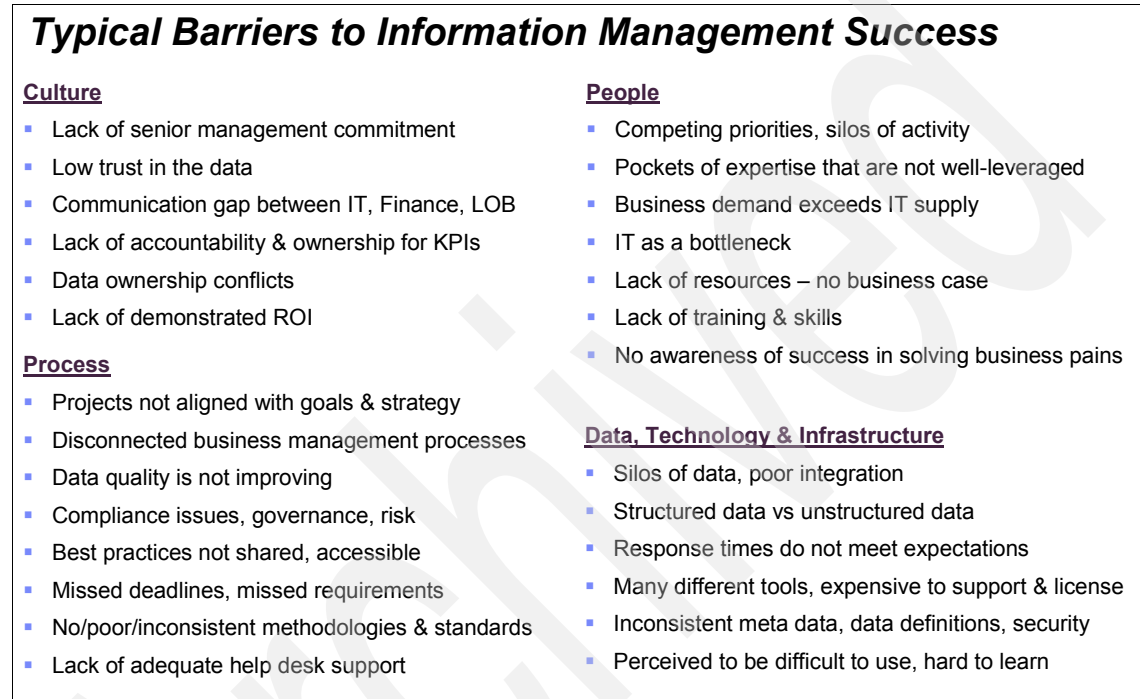 Typical Barriers to Information Management Success
Culture
▪ Lack of senior management commitment
▪ Low trust in the data
▪ Communication gap between IT, Finance, LOB
▪ Lack of accountability & ownership for KPIs
▪ Data ownership conflicts
▪ Lack of demonstrated ROI
Process
▪ Projects not aligned with goals & strategy
▪ Disconnected business management processes
▪ Data quality is not improving
▪ Compliance issues, governance, risk
▪ Best practices not shared, accessible
▪ Missed deadlines, missed requirements
▪ No/poor/inconsistent methodologies & standards
▪ Lack of adequate help desk support
People
▪ Competing priorities, silos of activity
▪ Pockets of expertise that are not well-leveraged
▪ Business demand exceeds IT supply
▪ IT as a bottleneck
▪ Lack of resources – no business case
▪ Lack of training & skills
▪ No awareness of success in solving business pains
Data, Technology & Infrastructure
▪ Silos of data, poor integration
▪ Structured data vs unstructured data
▪ Response times do not meet expectations
▪ Many different tools, expensive to support & license
▪ Inconsistent meta data, data definitions, security
▪ Perceived to be difficult to use, hard to learn